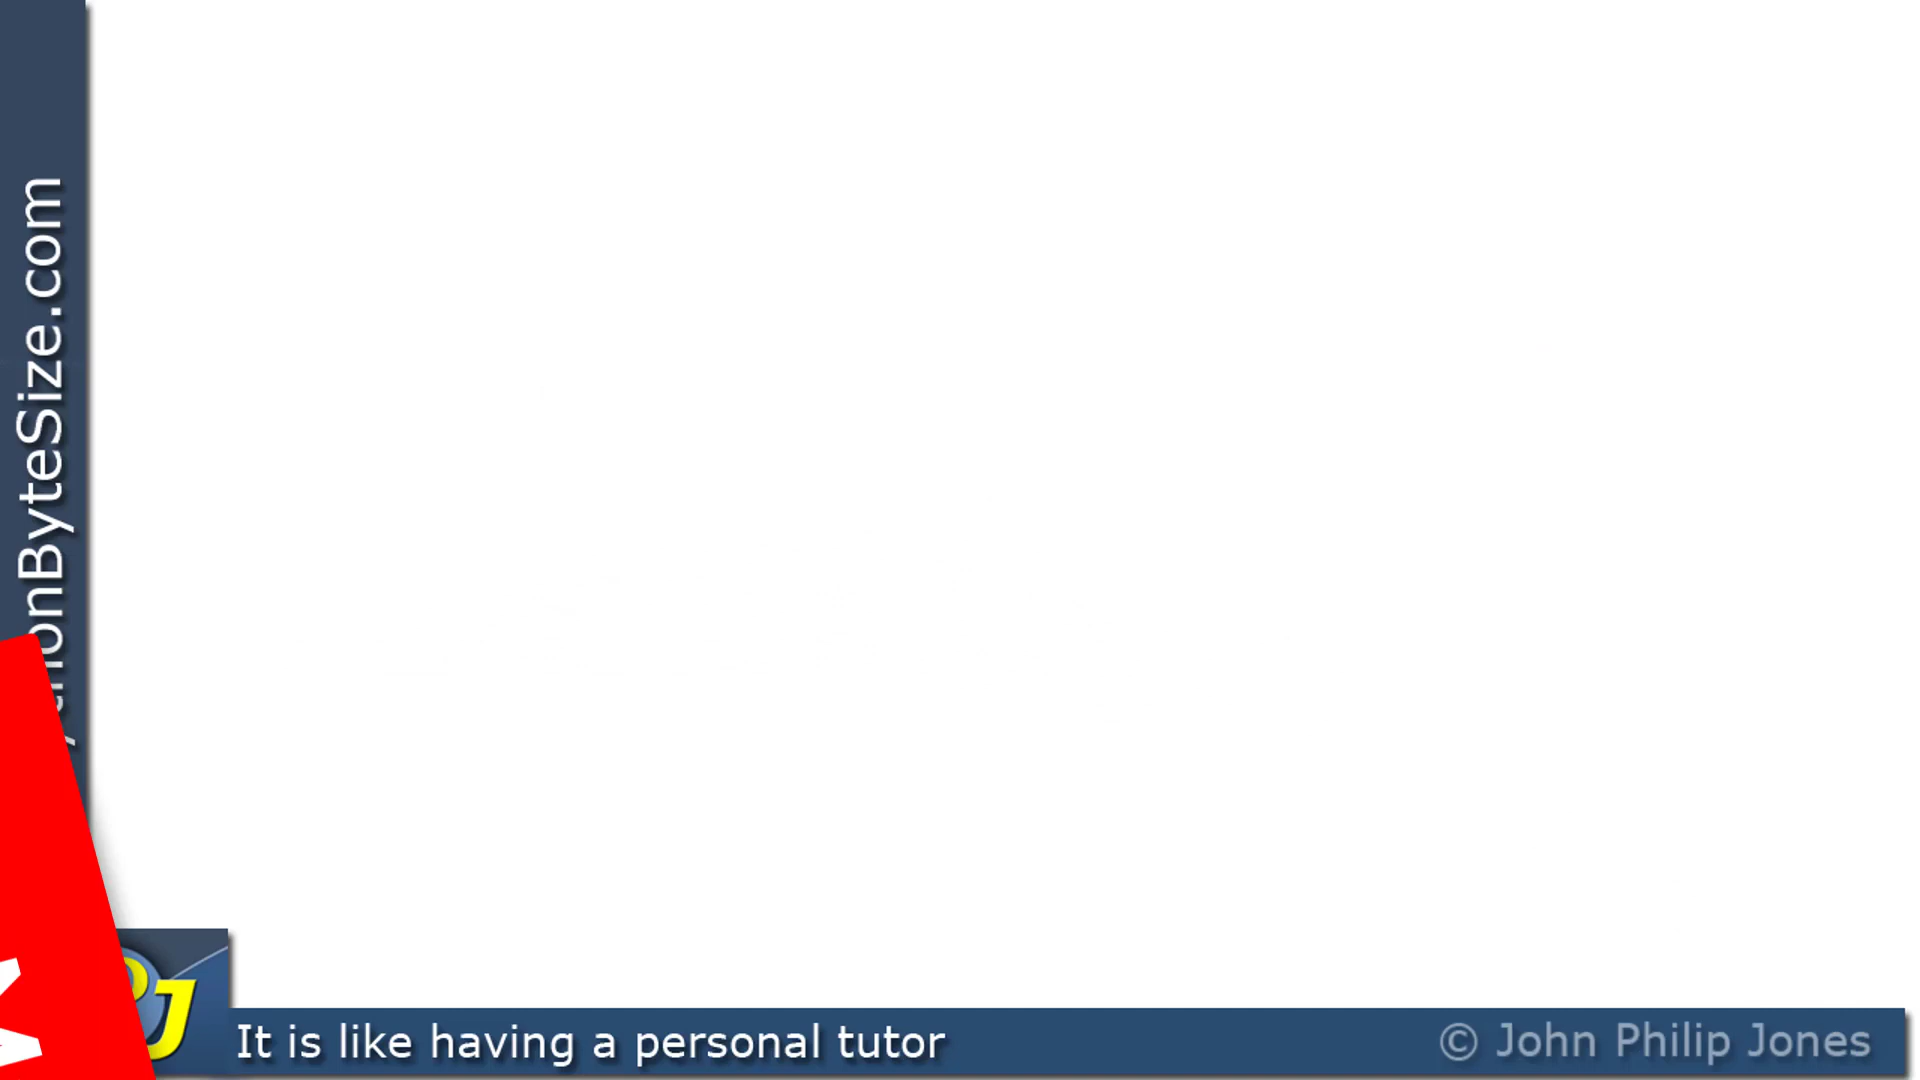 onByteSize.com
It is like having a personal tutor
© John Philip Jones
J